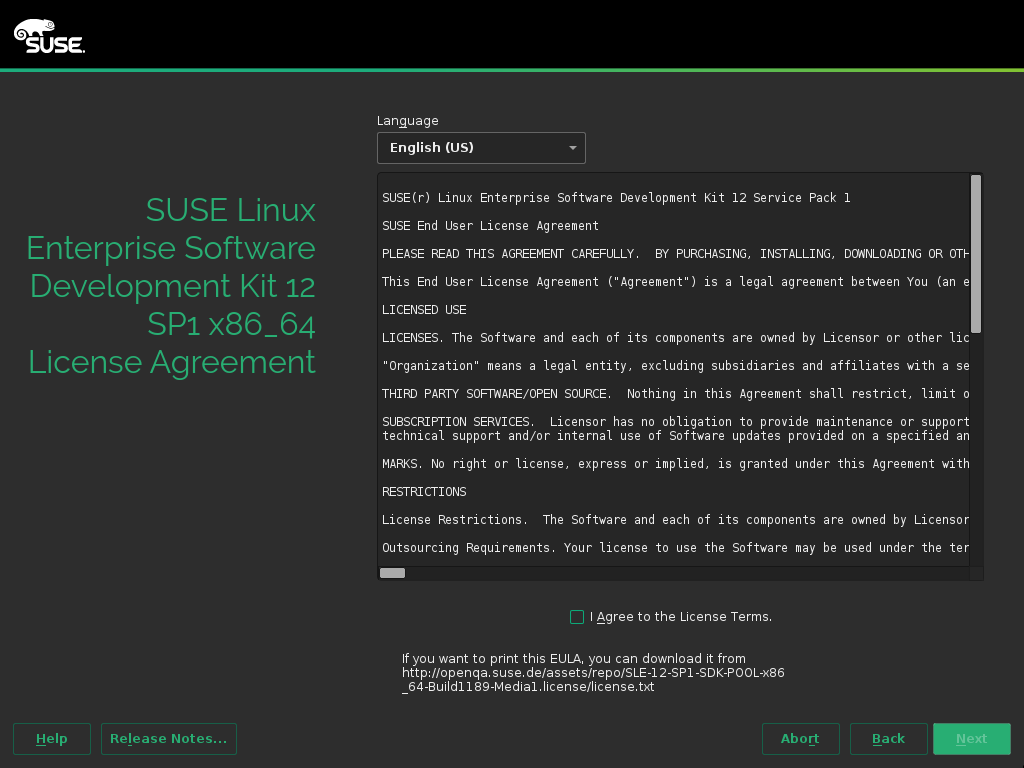 SUSE.
Language
English (US)
SUSE Linux
Enterprise Software
Development Kit 12
SP1 x86_64
License Agreement
SUSE(r) Linux Enterprise Software Development Kit 12 Service Pack 1
SUSE End User License Agreement
PLEASE READ THIS AGREEMENT CAREFULLY.  BY PURCHASING, INSTALLING, DOWNLOADING OR OTH
This End User License Agreement ("Agreement") is a legal agreement between You (an e
LICENSED USE
LICENSES. The Software and each of its components are owned by Licensor or other lic
"Organization" means a legal entity, excluding subsidiaries and affiliates with a se
THIRD PARTY SOFTWARE/OPEN SOURCE.  Nothing in this Agreement shall restrict, limit o
SUBSCRIPTION SERVICES.  Licensor has no obligation to provide maintenance or support
technical support and/or internal use of Software updates provided on a specified an
MARKS. No right or license, express or implied, is granted under this Agreement with
RESTRICTIONS
License Restrictions.  The Software and each of its components are owned by Licensor
Outsourcing Requirements. Your license to use the Software may be used under the ter
I Agree to the License Terms.
If you want to print this EULA, you can download it from
http://openqa.suse.de/assets/repo/SLE-12-SP1-SDK-POOL-x86
_64-Build1189-Media1.license/license.txt
Help
Release Notes...
Abort
Back
Next